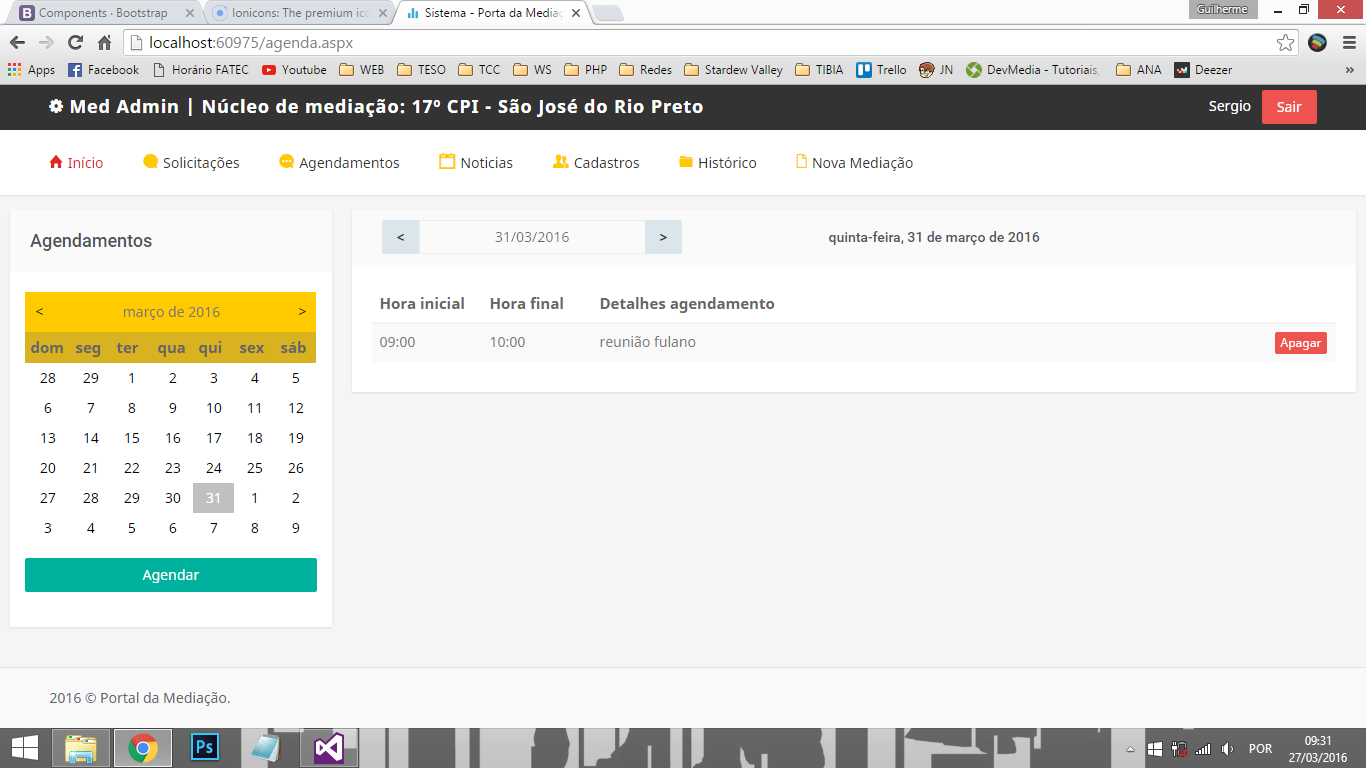 Components · Bootstrap
Ionicons: The premium ico
Sistema - Porta da Mediaç
Guilherme
localhost:60975/agenda.aspx
Apps Facebook Horário FATEC Youtube WEB TESO TCC WS PHP Redes Stardew Valley TIBIA Trello JN DevMedia - Tutoriais, ANA Deezer »
Med Admin | Núcleo de mediação: 17º CPI - São José do Rio Preto
Sergio Sair
Início Solicitações Agendamentos Noticias Cadastros Histórico Nova Mediação
Agendamentos
< março de 2016 >
dom seg ter qua qui sex sáb
28 29 1 2 3 4 5
6 7 8 9 10 11 12
13 14 15 16 17 18 19
20 21 22 23 24 25 26
27 28 29 30 31 1 2
3 4 5 6 7 8 9
Agendar
< 31/03/2016 >
quinta-feira, 31 de março de 2016
Hora inicial Hora final Detalhes agendamento
09:00 10:00 reunião fulano Apagar
2016 © Portal da Mediação.
Ps
POR
09:31
27/03/2016